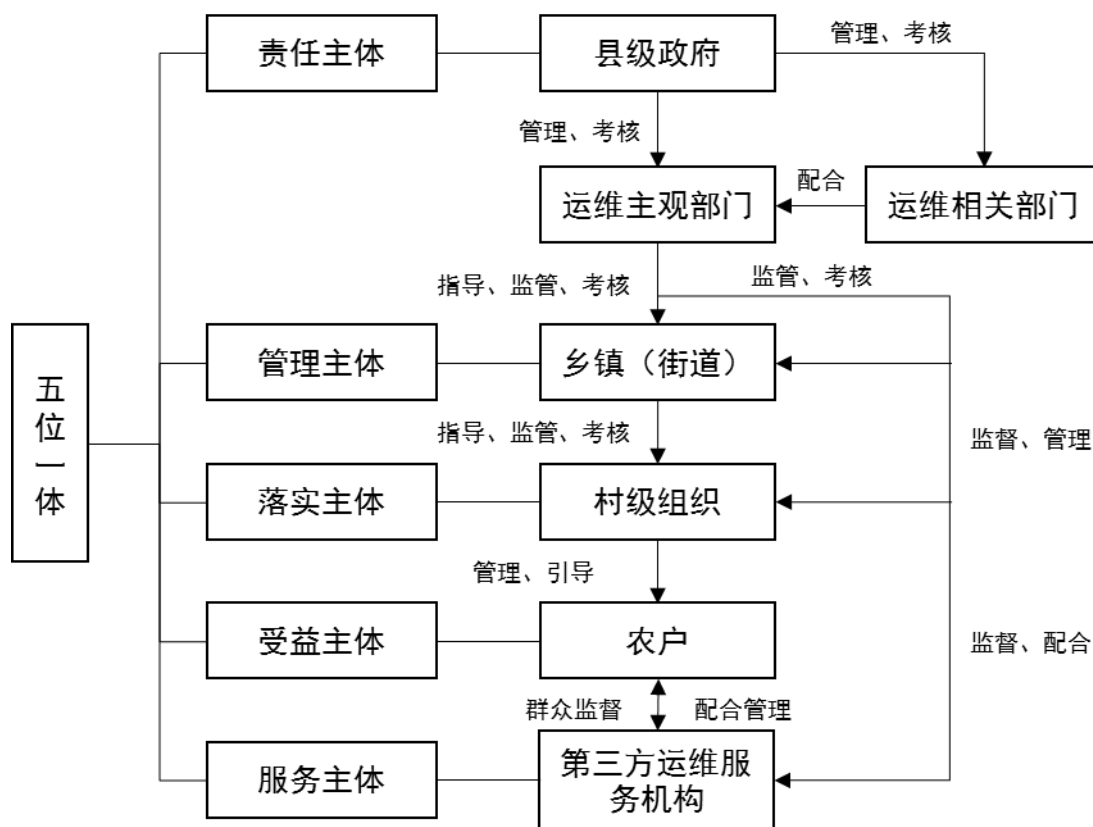 责任主体
县级政府
管理、考核
管理、考核
运维主观部门
配合
运维相关部门
指导、监管、考核
监管、考核
五位一体
管理主体
乡镇（街道）
指导、监管、考核
监督、管理
落实主体
村级组织
管理、引导
受益主体
农户
监督、配合
群众监督
配合管理
服务主体
第三方运维服
务机构